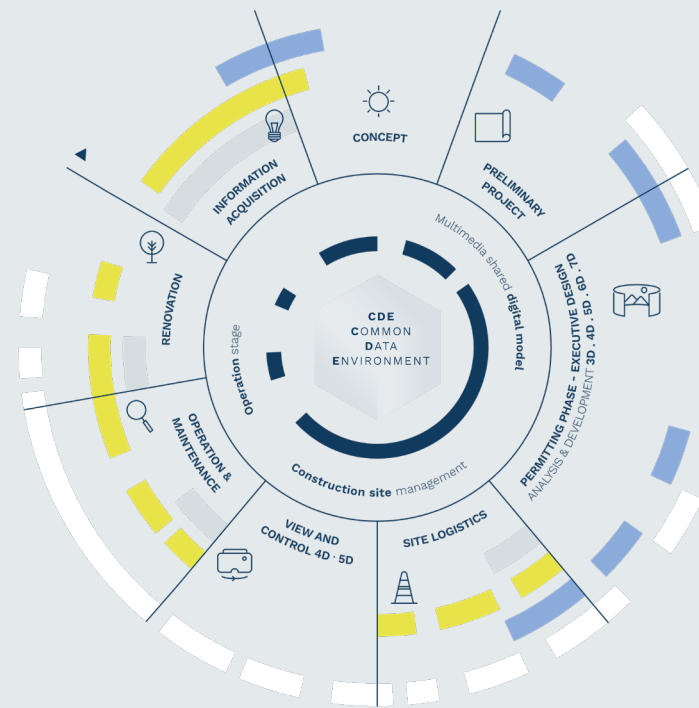 CONCEPT
PRELIMINARY
PROJECT
PERMITTING PHASE - EXECUTIVE DESIGN
ANALYSIS & DEVELOPMENT 3D · 4D · 5D · 6D · 7D
SITE LOGISTICS
VIEW AND
CONTROL 4D · 5D
OPERATION &
MAINTENANCE
RENOVATION
INFORMATION
ACQUISITION
Multimedia shared digital model
Construction site management
Operation stage
CDE
COMMON
DATA
ENVIRONMENT